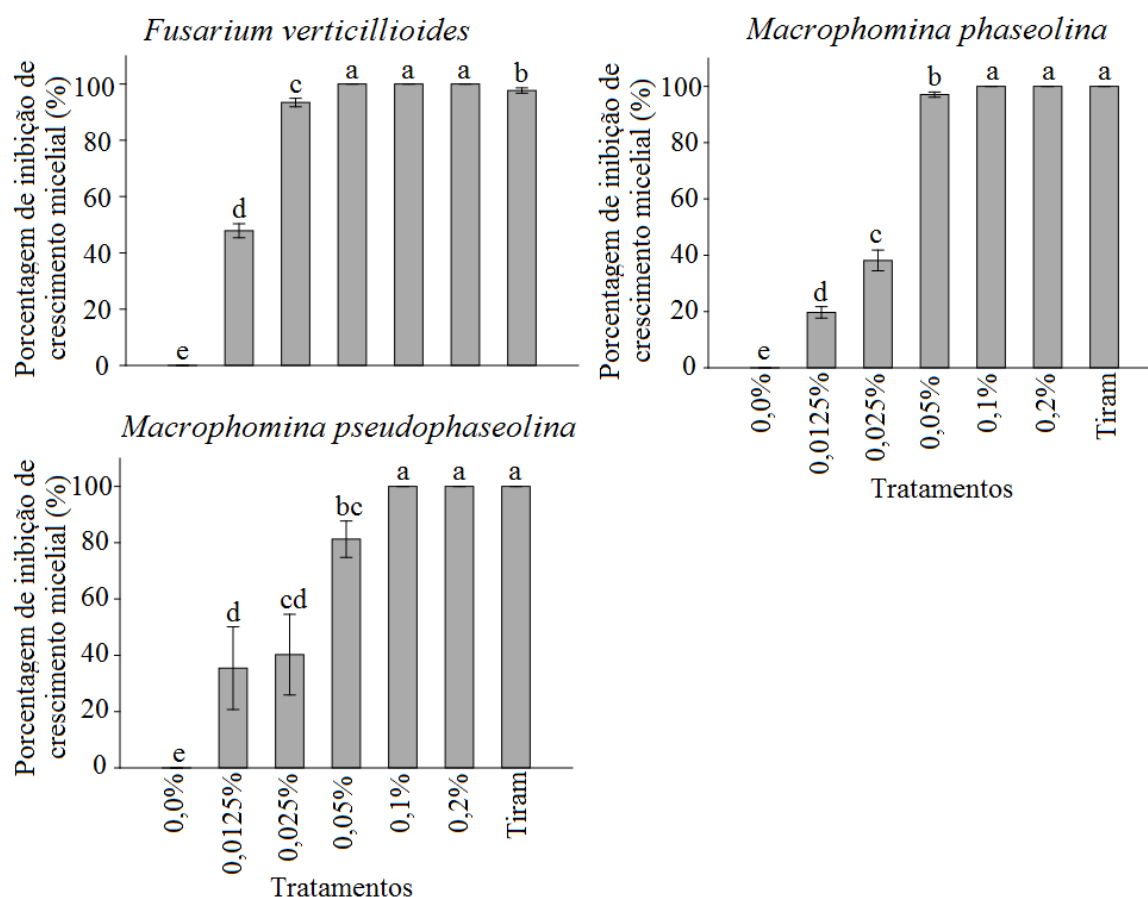 Fusarium verticillioides
Porcentagem de inibição de
crescimento micelial (%)
100
80
60
40
20
0
e
d
c
a
a
a
b
Macrophomina phaseolina
Porcentagem de inibição de
crescimento micelial (%)
100
80
60
40
20
0
e
d
c
b
a
a
a
0,0%
0,0125%
0,025%
0,05%
0,1%
0,2%
Tiram
Tratamentos
Macrophomina pseudophaseolina
Porcentagem de inibição de
crescimento micelial (%)
100
80
60
40
20
0
e
d
cd
bc
a
a
a
0,0%
0,0125%
0,025%
0,05%
0,1%
0,2%
Tiram
Tratamentos